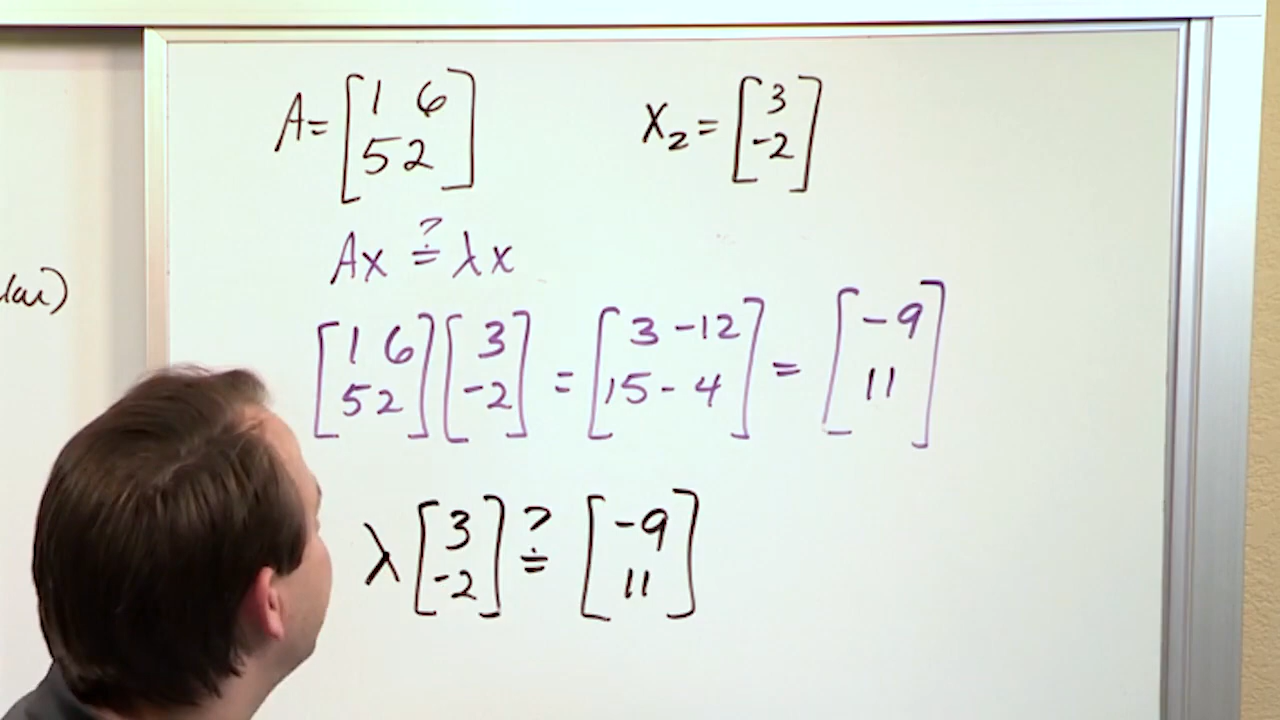 A= [1 6 X₂= [3
5 2] -2]
Ax ≟ λx
[1 6 [3 = [3 -12 = [-9
5 2] -2] 15 - 4] 11]
λ [3 ≟ [-9
-2] 11]